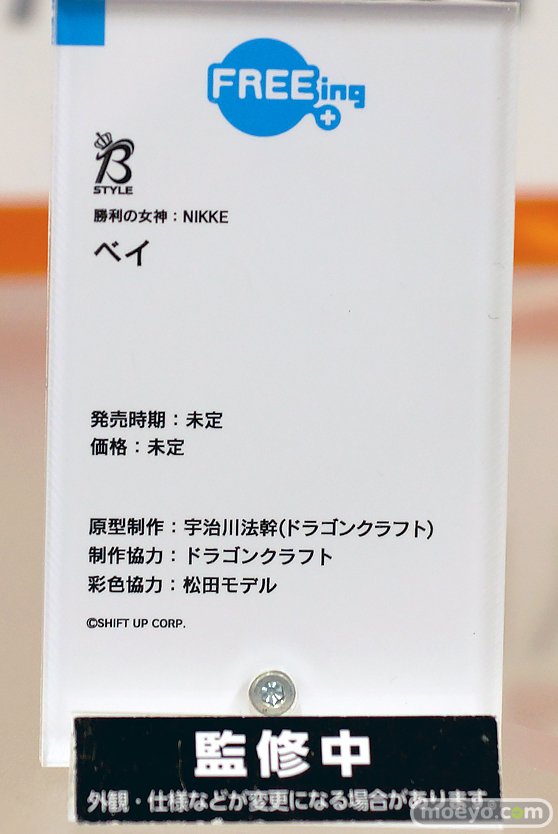 FREEing
B
STYLE
勝利の女神：NIKKE
ベイ
発売時期：未定
価格：未定
原型制作：宇治川法幹(ドラゴンクラフト)
制作協力：ドラゴンクラフト
彩色協力：松田モデル
©SHIFT UP CORP.
監修中
外観・仕様などが変更になる場合があります
moeyo.com